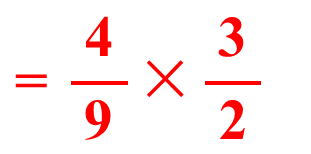 = 4/9 × 3/2